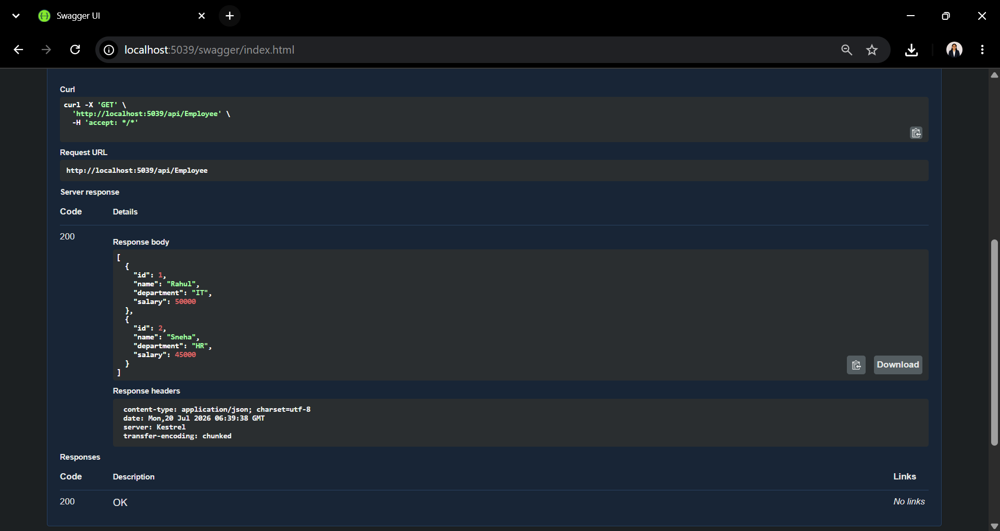 Swagger UI
localhost:5039/swagger/index.html
Curl
curl -X 'GET' \
'http://localhost:5039/api/Employee' \
-H 'accept: */*'
Request URL
http://localhost:5039/api/Employee
Server response
Code Details
200
Response body
[
{
"id": 1,
"name": "Rahul",
"department": "IT",
"salary": 50000
},
{
"id": 2,
"name": "Sneha",
"department": "HR",
"salary": 45000
}
]
Download
Response headers
content-type: application/json; charset=utf-8
date: Mon,20 Jul 2026 06:39:38 GMT
server: Kestrel
transfer-encoding: chunked
Responses
Code Description Links
200 OK No links